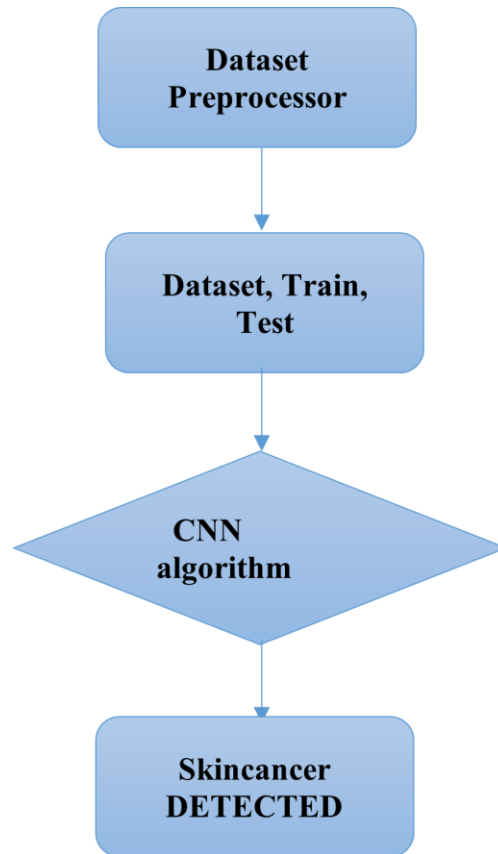 Dataset
Preprocessor
Dataset, Train,
Test
CNN
algorithm
Skincancer
DETECTED